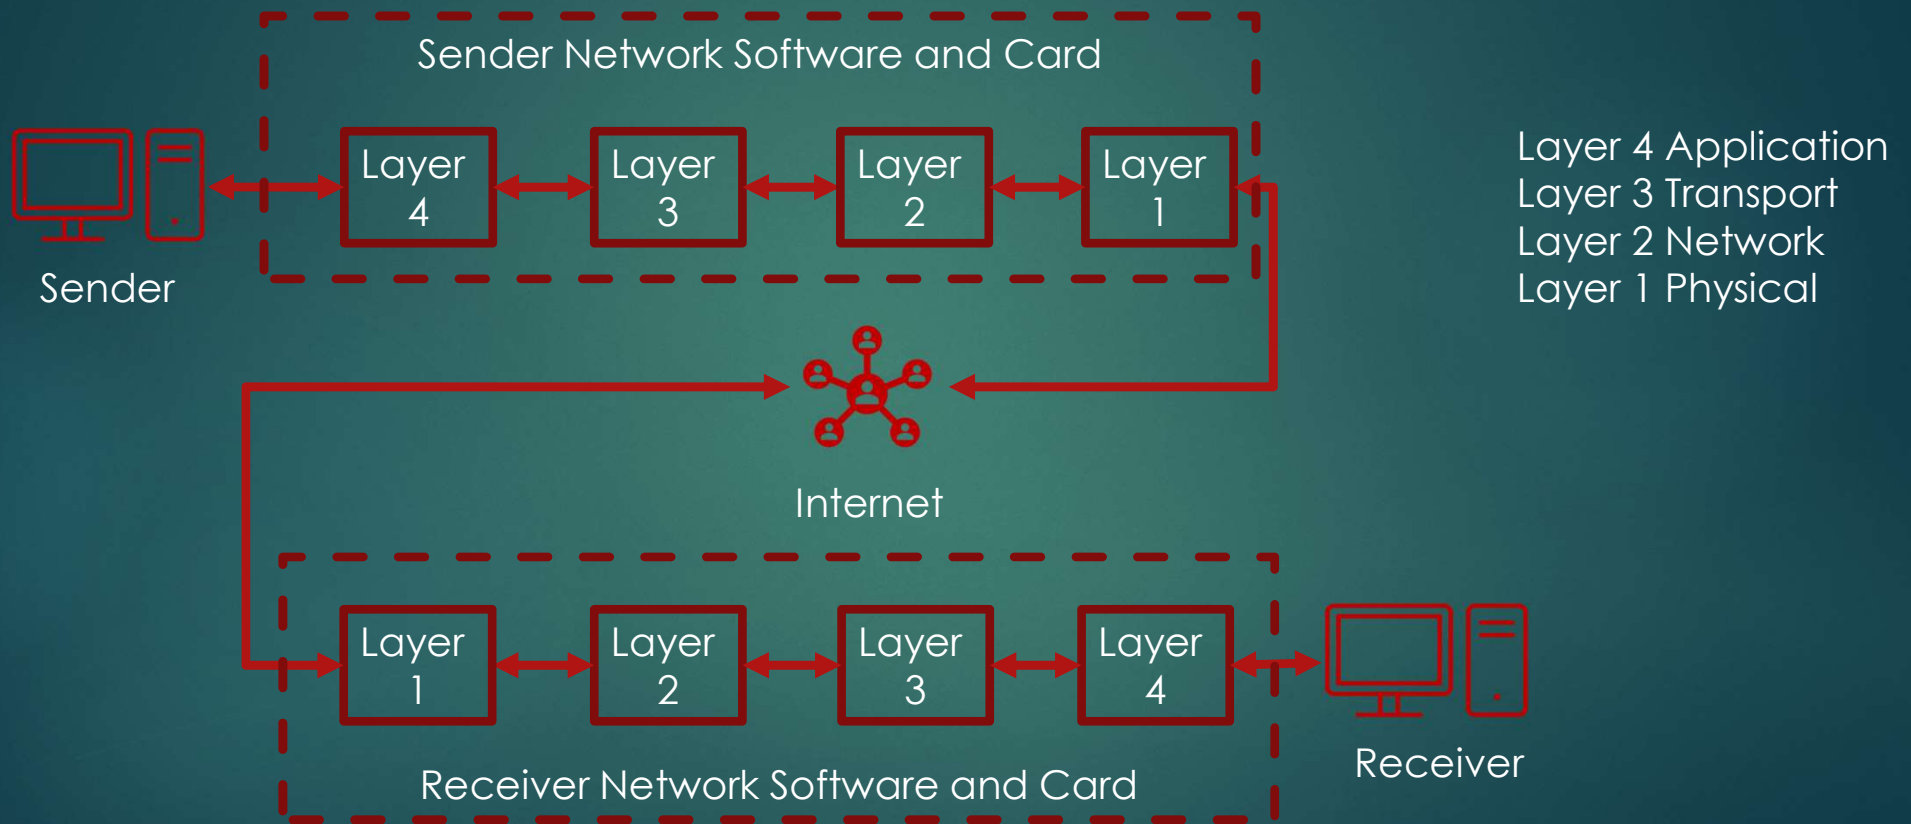 Sender Network Software and Card
Layer
4
Layer
3
Layer
2
Layer
1
Sender
Layer 4 Application
Layer 3 Transport
Layer 2 Network
Layer 1 Physical
Internet
Layer
1
Layer
2
Layer
3
Layer
4
Receiver
Receiver Network Software and Card